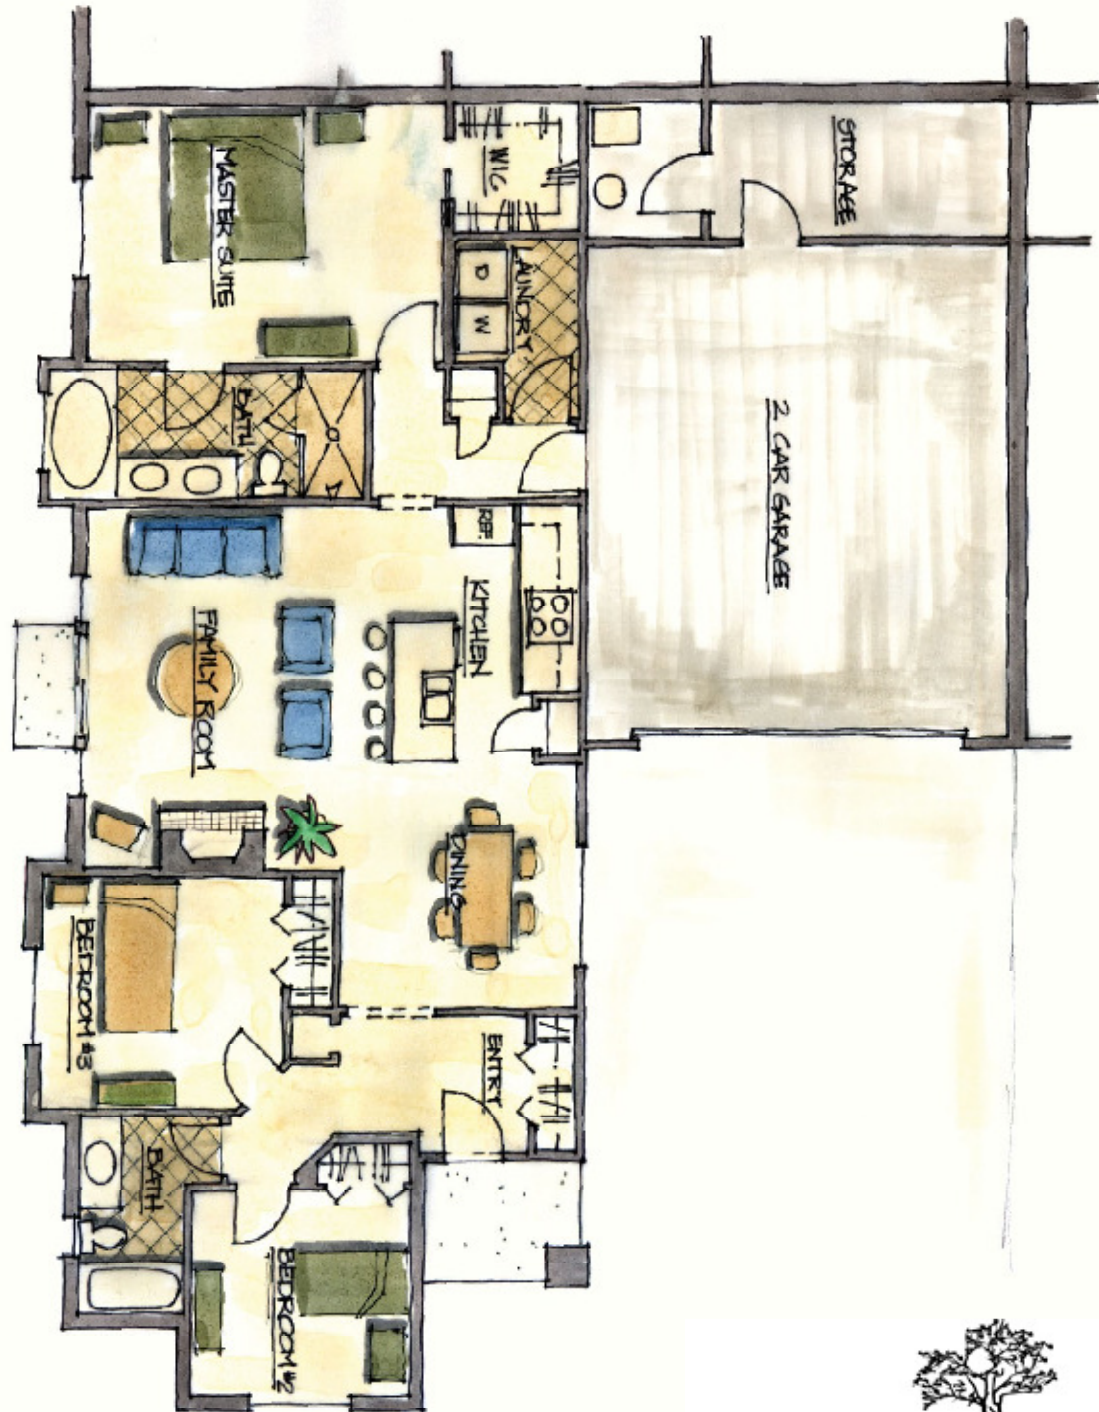 STORAGE
WIC
MASTER SUITE
D
W
LAUNDRY
BATH
2 CAR GARAGE
REF.
KITCHEN
FAMILY ROOM
DINING
BEDROOM #3
ENTRY
BATH
BEDROOM #2